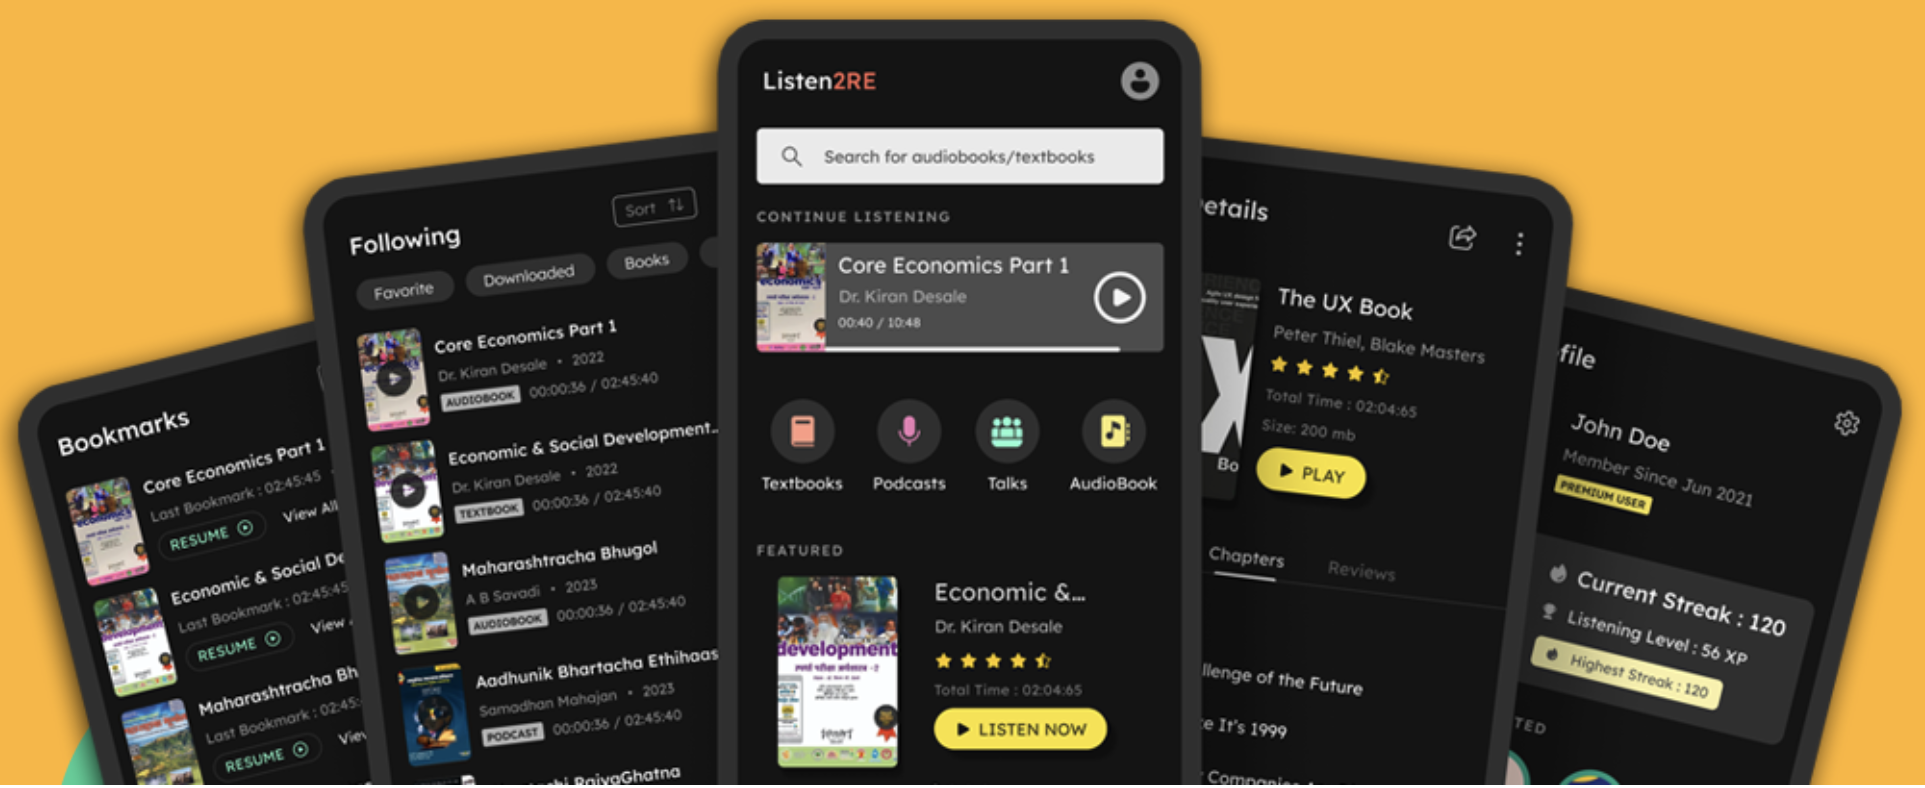 Bookmarks
Core Economics Part 1
Last Bookmark : 02:45:45
RESUME
View All
Economic & Social De
Last Bookmark : 02:45:45
RESUME
View
Maharashtracha Bh
Last Bookmark : 02:45:
RESUME
Following
Sort
Favorite
Downloaded
Books
Core Economics Part 1
Dr. Kiran Desale • 2022
AUDIOBOOK 00:00:36 / 02:45:40
Economic & Social Development..
Dr. Kiran Desale • 2022
TEXTBOOK 00:00:36 / 02:45:40
Maharashtracha Bhugol
A B Savadi • 2023
AUDIOBOOK 00:00:36 / 02:45:40
Aadhunik Bhartacha Ethihaas
Samadhan Mahajan • 2023
PODCAST 00:00:36 / 02:45:40
RajyaGhatna
Listen2RE
Search for audiobooks/textbooks
CONTINUE LISTENING
economics
Core Economics Part 1
Dr. Kiran Desale
00:40 / 10:48
Textbooks
Podcasts
Talks
AudioBook
FEATURED
development
Economic &...
Dr. Kiran Desale
Total Time : 02:04:65
LISTEN NOW
etails
The UX Book
Peter Thiel, Blake Masters
Total Time : 02:04:65
Size: 200 mb
PLAY
Bo
Chapters
Reviews
llenge of the Future
e It's 1999
Companies
file
John Doe
Member Since Jun 2021
PREMIUM USER
Current Streak : 120
Listening Level : 56 XP
Highest Streak : 120
TED